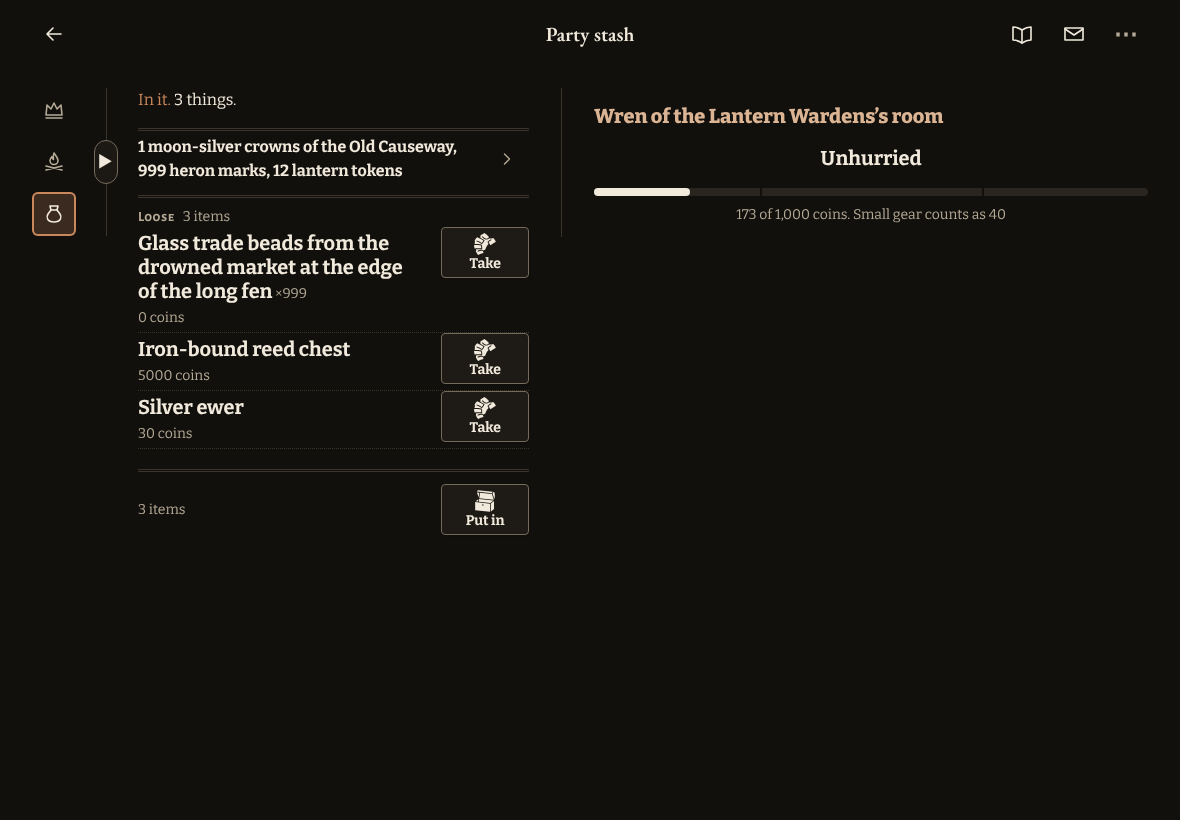 Party stash
In it. 3 things.
1 moon-silver crowns of the Old Causeway,
999 heron marks, 12 lantern tokens
Loose 3 items
Glass trade beads from the
drowned market at the edge
of the long fen ×999
0 coins
Take
Iron-bound reed chest
5000 coins
Take
Silver ewer
30 coins
Take
3 items
Put in
Wren of the Lantern Wardens’s room
Unhurried
173 of 1,000 coins. Small gear counts as 40